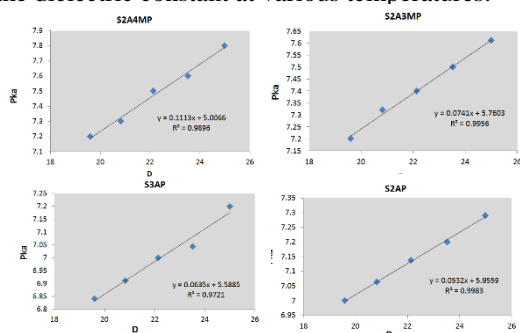 the dielectric constant at various temperatures.
S2A4MP
Pka
7.9
7.8
7.7
7.6
7.5
7.4
7.3
7.2
7.1
y = 0.1113x + 5.0066
R² = 0.9896
18 20 22 24 26
D
S2A3MP
Pka
7.65
7.6
7.55
7.5
7.45
7.4
7.35
7.3
7.25
7.2
7.15
y = 0.0741x + 5.7603
R² = 0.9956
18 20 22 24 26
S3AP
Pka
7.25
7.2
7.15
7.1
7.05
7
6.95
6.9
6.85
6.8
y = 0.0635x + 5.5885
R² = 0.9721
18 20 22 24 26
D
S2AP
7.35
7.3
7.25
7.2
7.15
7.1
7.05
7
6.95
y = 0.0532x + 5.9559
R² = 0.9983
18 20 22 24 26